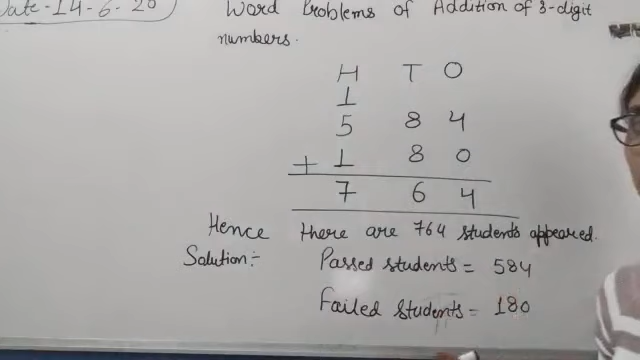 Date-14-6-20
Word Problems of Addition of 3-digit
numbers.
H T O
1
5 8 4
+ 1 8 0
7 6 4
Hence there are 764 students appeared.
Solution:- Passed students = 584
Failed students = 180